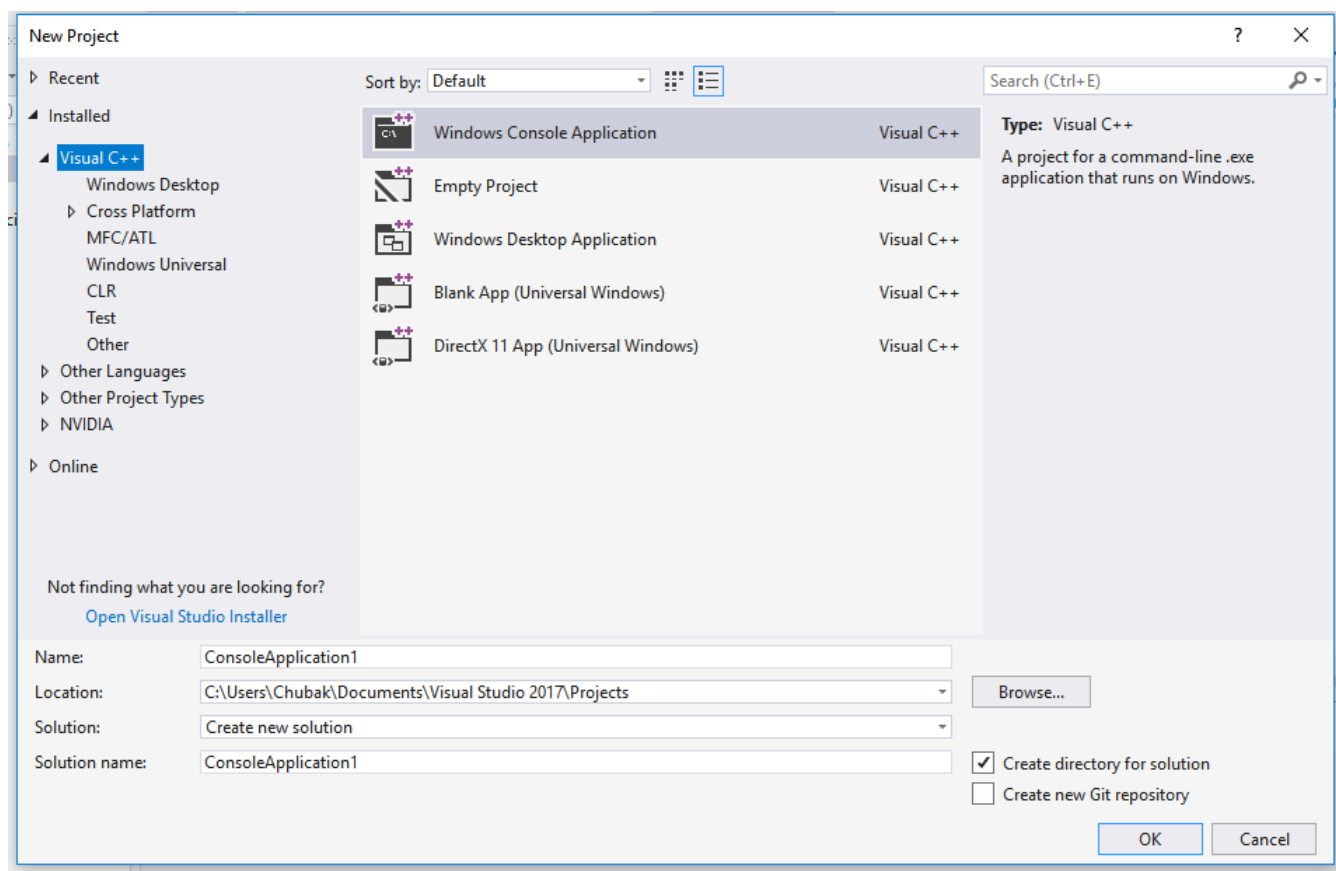 New Project
?
Recent
Installed
Visual C++
Windows Desktop
Cross Platform
MFC/ATL
Windows Universal
CLR
Test
Other
Other Languages
Other Project Types
NVIDIA
Online
Not finding what you are looking for?
Open Visual Studio Installer
Sort by: Default
Windows Console Application Visual C++
Empty Project Visual C++
Windows Desktop Application Visual C++
Blank App (Universal Windows) Visual C++
DirectX 11 App (Universal Windows) Visual C++
Search (Ctrl+E)
Type: Visual C++
A project for a command-line .exe
application that runs on Windows.
Name: ConsoleApplication1
Location: C:\Users\Chubak\Documents\Visual Studio 2017\Projects Browse...
Solution: Create new solution
Solution name: ConsoleApplication1
Create directory for solution
Create new Git repository
OK Cancel